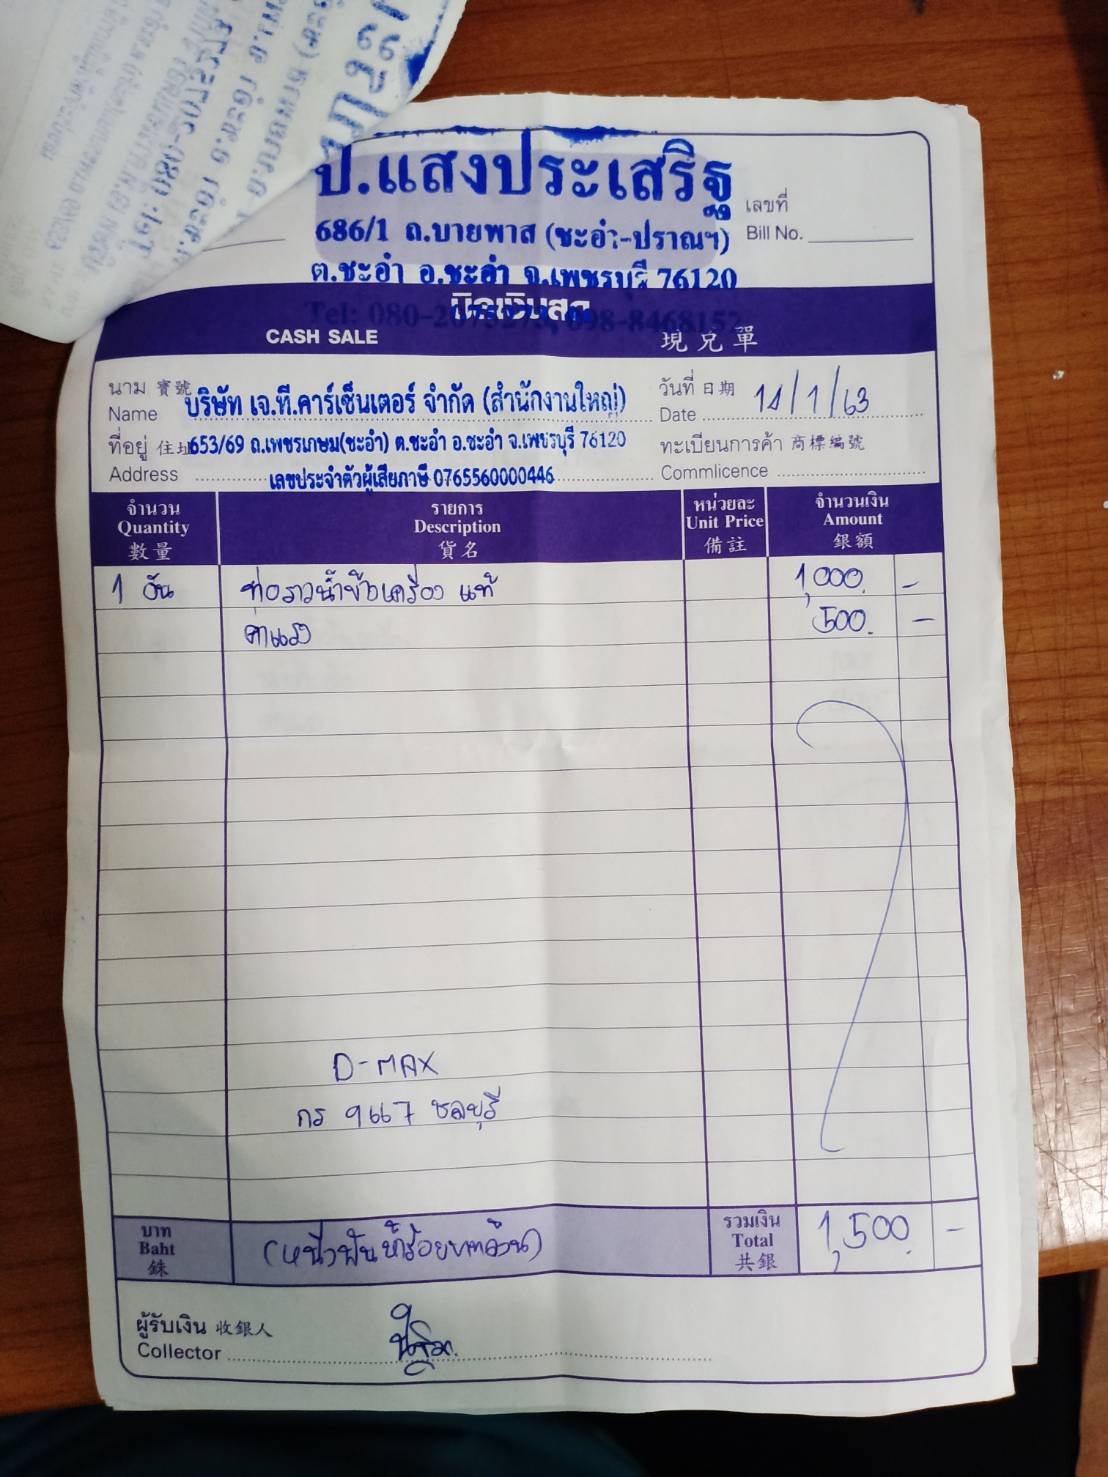 ป.แสงประเสริฐ
686/1 ถ.บายพาส (ชะอำ-ปราณฯ)
ต.ชะอำ อ.ชะอำ จ.เพชรบุรี 76120
เลขที่
Bill No.
บิลเงินสด
CASH SALE
現兄單
นาม 寶號
Name บริษัท เจ.ที.คาร์เซ็นเตอร์ จำกัด (สำนักงานใหญ่)
วันที่ 日期
Date 14/1/63
ที่อยู่ 住址 653/69 ถ.เพชรเกษม(ชะอำ) ต.ชะอำ อ.ชะอำ จ.เพชรบุรี 76120
Address เลขประจำตัวผู้เสียภาษี 0765560000446
ทะเบียนการค้า 商標編號
Commlicence
จำนวน รายการ หน่วยละ จำนวนเงิน
Quantity Description Unit Price Amount
數量 貨名 備註 銀額
1 อัน ท่อราวน้ำข้างเครื่อง แท้ 1,000. -
ค่าแรง 500. -
D-MAX
กร 9667 ชลบุรี
บาท
Baht
銖
(หนึ่งพันห้าร้อยบาทถ้วน)
รวมเงิน
Total
共銀
1,500. -
ผู้รับเงิน 收銀人
Collector